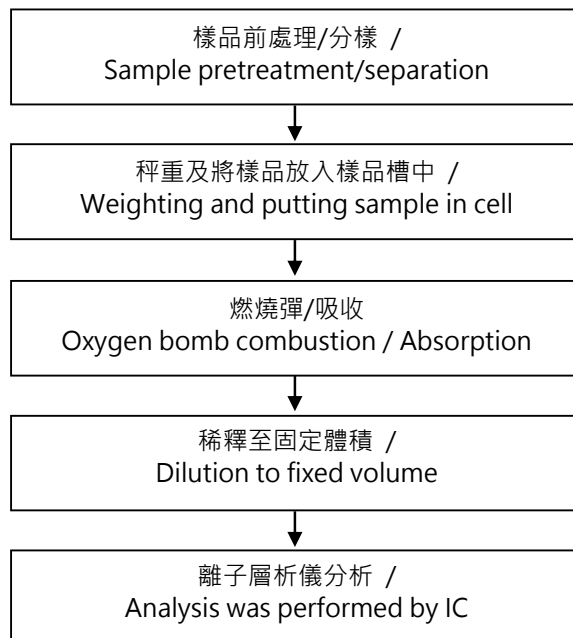 樣品前處理/分樣 /
Sample pretreatment/separation
秤重及將樣品放入樣品槽中 /
Weighting and putting sample in cell
燃燒彈/吸收
Oxygen bomb combustion / Absorption
稀釋至固定體積 /
Dilution to fixed volume
離子層析儀分析 /
Analysis was performed by IC